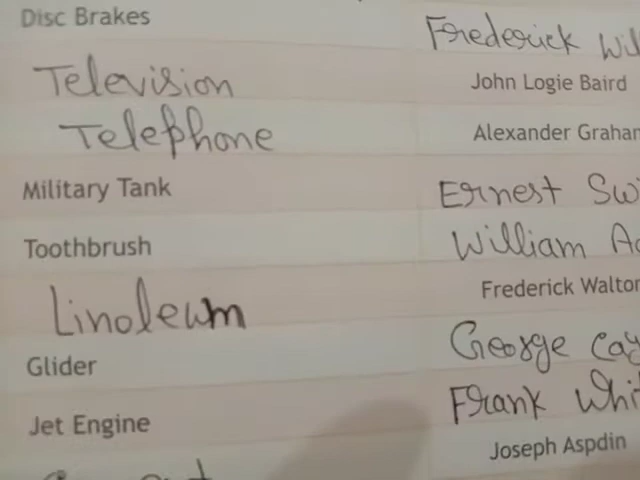 Disc Brakes Frederick
Television John Logie Baird
Telephone Alexander
Military Tank Ernest
Toothbrush William
Linoleum Frederick
Glider George
Jet Engine Frank
Joseph Aspdin